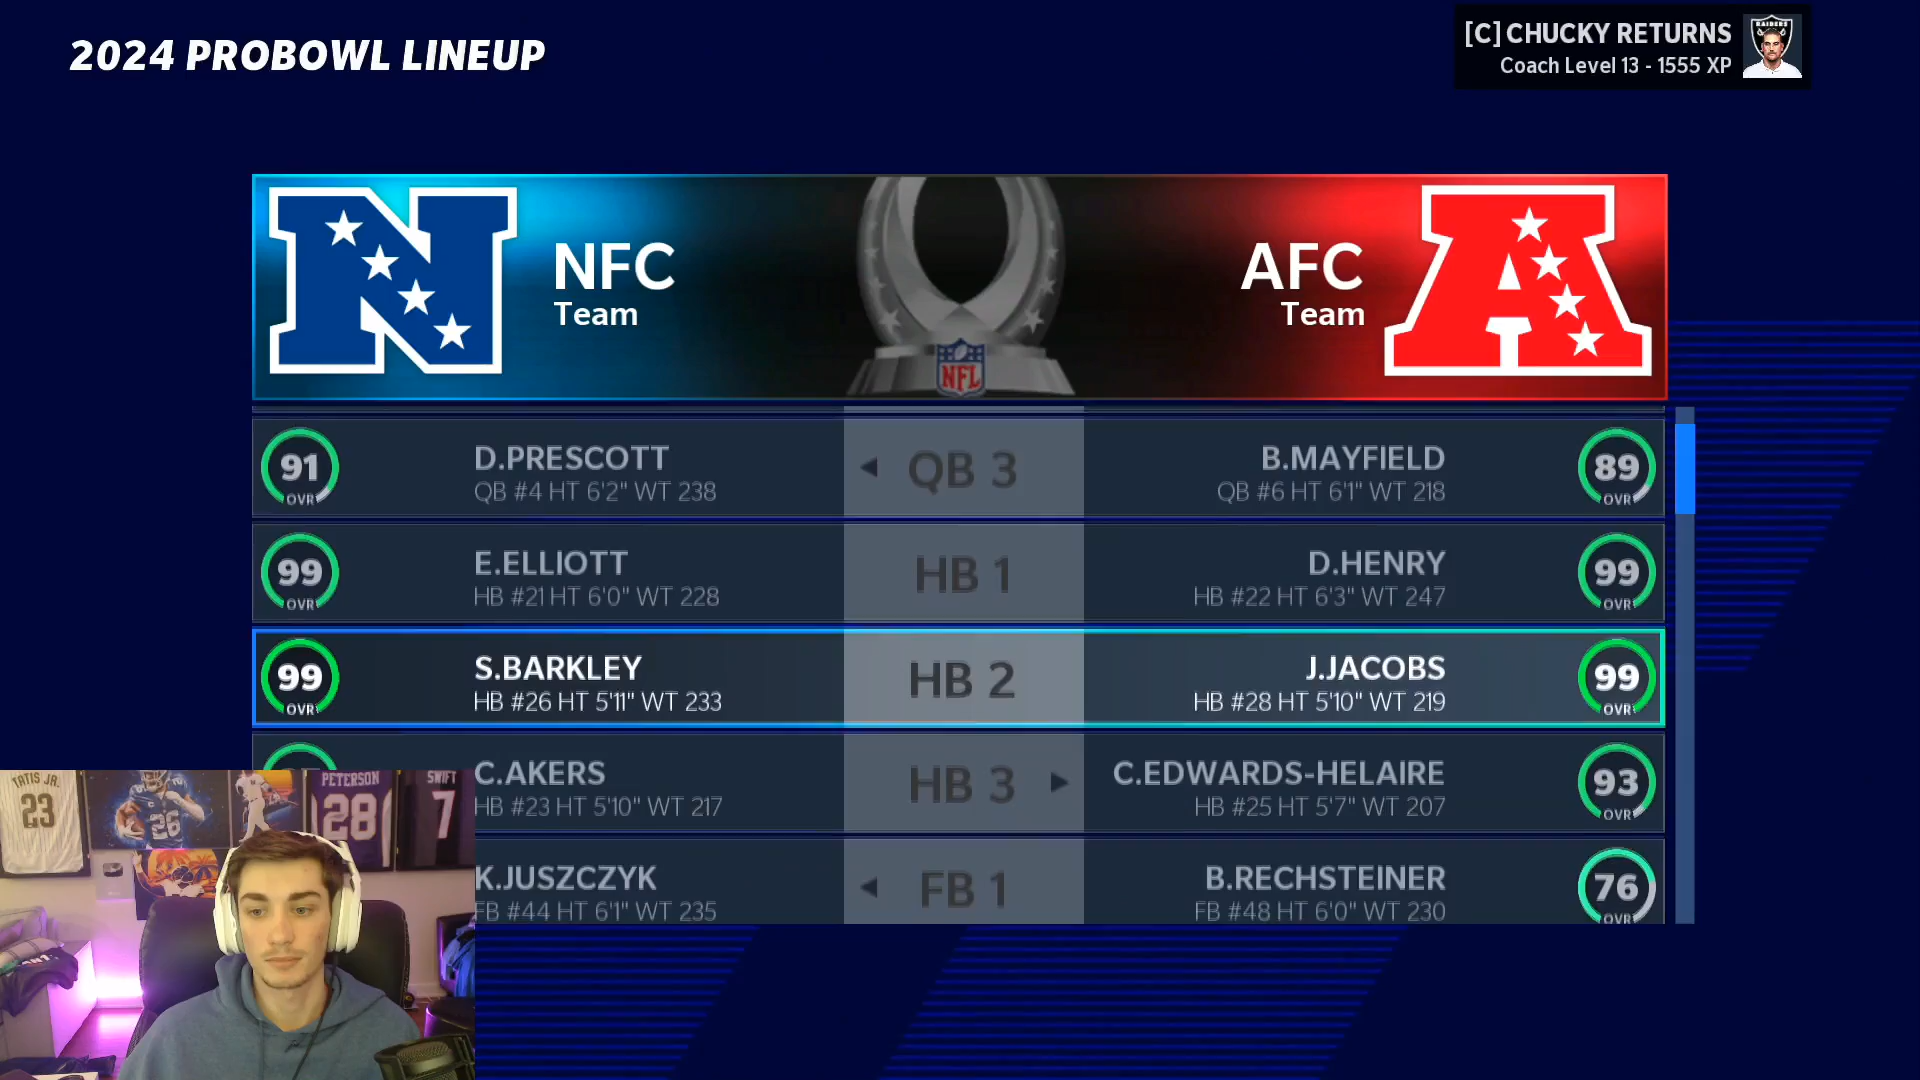 2024 PROBOWL LINEUP
[C] CHUCKY RETURNS
Coach Level 13 - 1555 XP
RAIDERS
NFC
Team
AFC
Team
NFL
91
OVR
D.PRESCOTT
QB #4 HT 6'2" WT 238
QB 3
B.MAYFIELD
QB #6 HT 6'1" WT 218
89
OVR
99
OVR
E.ELLIOTT
HB #21 HT 6'0" WT 228
HB 1
D.HENRY
HB #22 HT 6'3" WT 247
99
OVR
99
OVR
S.BARKLEY
HB #26 HT 5'11" WT 233
HB 2
J.JACOBS
HB #28 HT 5'10" WT 219
99
OVR
C.AKERS
HB #23 HT 5'10" WT 217
HB 3
C.EDWARDS-HELAIRE
HB #25 HT 5'7" WT 207
93
OVR
K.JUSZCZYK
FB #44 HT 6'1" WT 235
FB 1
B.RECHSTEINER
FB #48 HT 6'0" WT 230
76
OVR
TATIS JR.
23
26
PETERSON
28
SWIFT
7